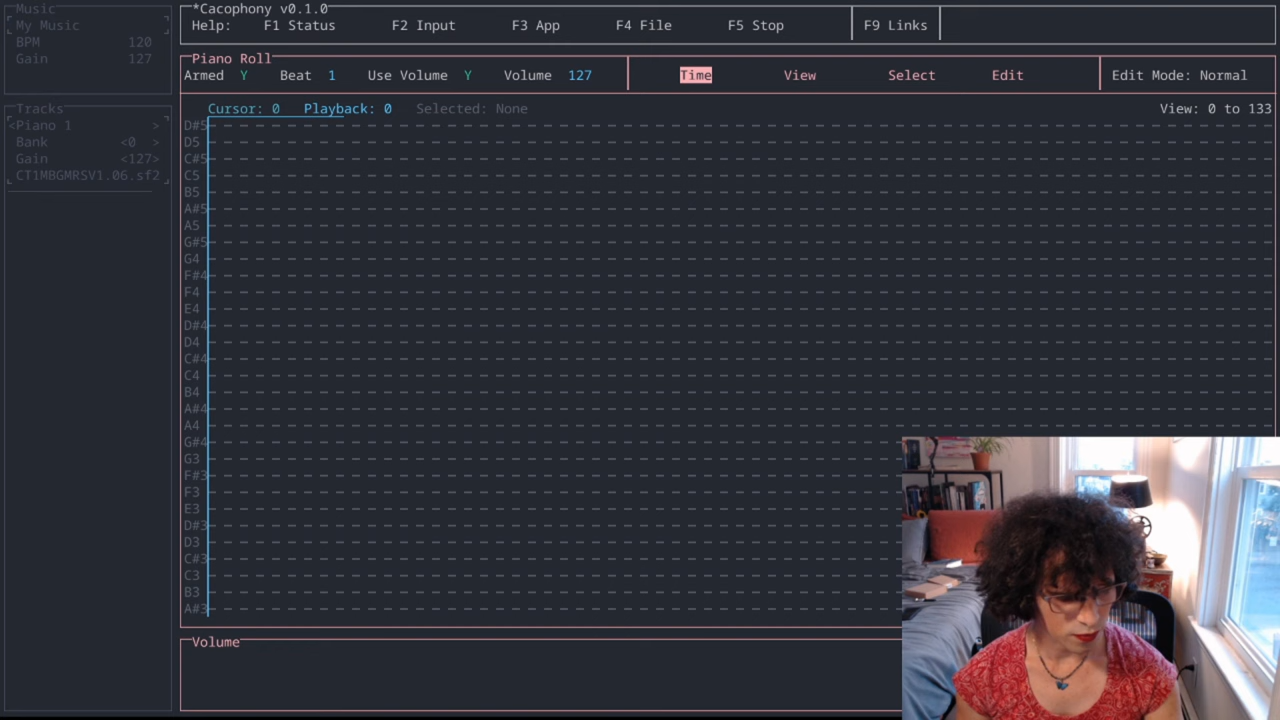 Music
My Music
BPM 120
Gain 127
Tracks
<Piano 1 >
Bank <0 >
Gain <127>
CT1MBGMRSV1.06.sf2
*Cacophony v0.1.0
Help: F1 Status F2 Input F3 App F4 File F5 Stop F9 Links
Piano Roll
Armed Y Beat 1 Use Volume Y Volume 127 Time View Select Edit Edit Mode: Normal
Cursor: 0 Playback: 0 Selected: None View: 0 to 133
D#5
D5
C#5
C5
B5
A#5
A5
G#5
G4
F#4
F4
E4
D#4
D4
C#4
C4
B4
A#4
A4
G#4
G3
F#3
F3
E3
D#3
D3
C#3
C3
B3
A#3
Volume